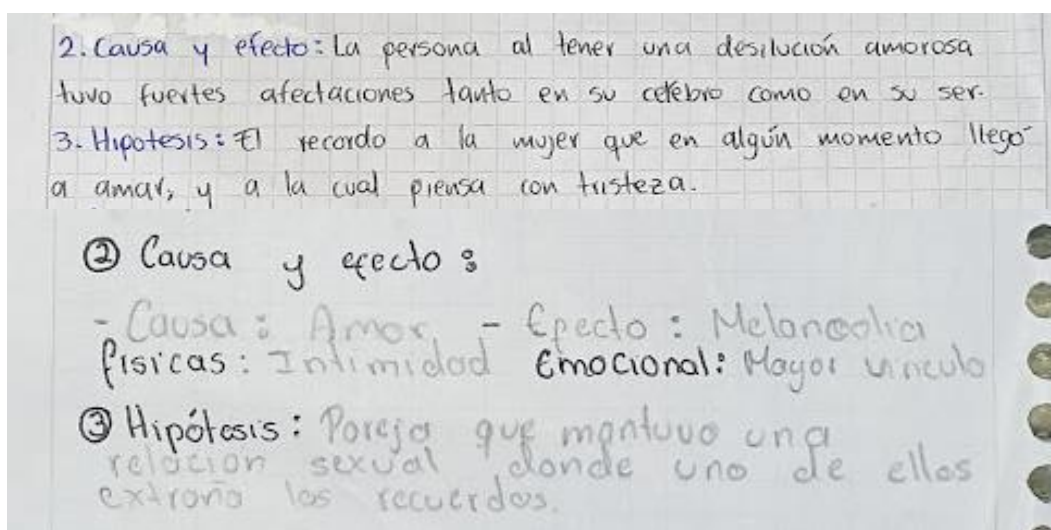 2. Causa y efecto: La persona al tener una desilución amorosa
tuvo fuertes afectaciones tanto en su celebro como en su ser.
3. Hipotesis: El recordo a la mujer que en algún momento llegó
a amar, y a la cual piensa con tristeza.
② Causa y efecto:
- Causa: Amor - Efecto: Melancolia
físicas: Intimidad Emocional: Mayor vinculo
③ Hipótesis: Pareja que mantuvo una
relacion sexual donde uno de ellos
extraña los recuerdos.